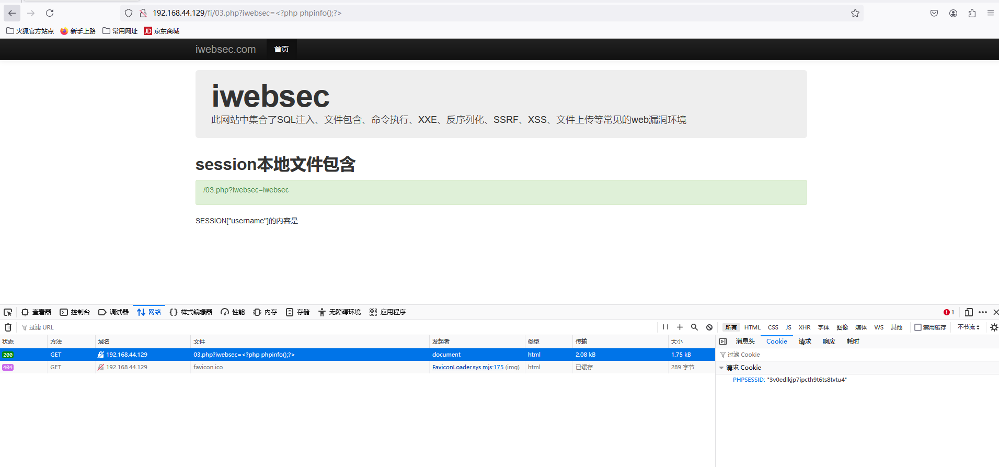 192.168.44.129/fi/03.php?iwebsec=<?php phpinfo();?>
火狐官方站点 新手上路 常用网址 JD 京东商城
iwebsec.com 首页
iwebsec
此网站中集合了SQL注入、文件包含、命令执行、XXE、反序列化、SSRF、XSS、文件上传等常见的web漏洞环境
session本地文件包含
/03.php?iwebsec=iwebsec
SESSION["username"]的内容是
查看器 控制台 调试器 网络 样式编辑器 性能 内存 存储 无障碍环境 应用程序 1
过滤 URL 所有 HTML CSS JS XHR 字体 图像 媒体 WS 其他 禁用缓存 不节流
状态 方法 域名 文件 发起者 类型 传输 大小 消息头 Cookie 请求 响应 耗时
200 GET 192.168.44.129 03.php?iwebsec=<?php phpinfo();?> document html 2.08 kB 1.75 kB 过滤 Cookie
404 GET 192.168.44.129 favicon.ico FaviconLoader.sys.mjs:175 (img) html 已缓存 289 字节 请求 Cookie
PHPSESSID: "3v0edlkjp7ipcth9t6ts8tvtu4"